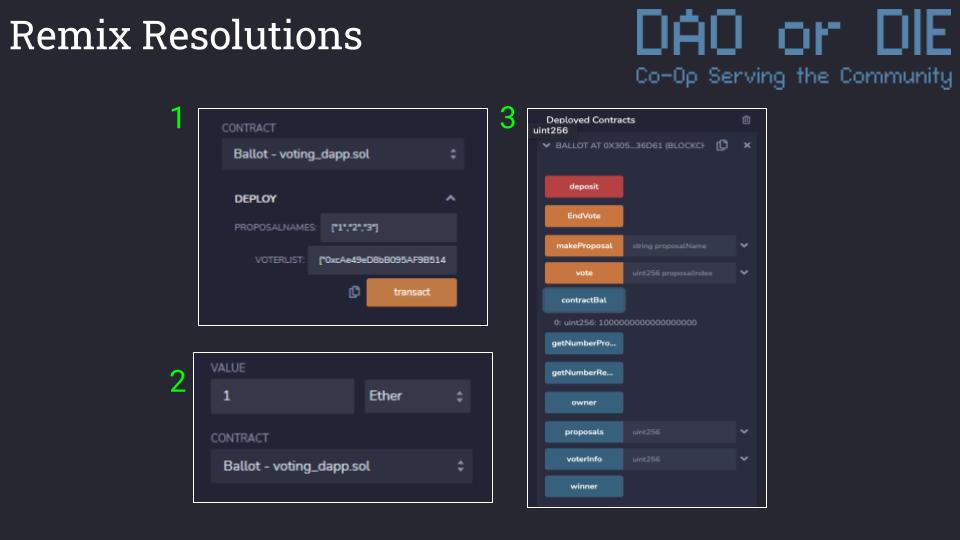 Remix Resolutions
DAO or DIE
Co-Op Serving the Community
1
CONTRACT
Ballot - voting_dapp.sol
DEPLOY
PROPOSALNAMES: ["1","2","3"]
VOTERLIST: ["0xcAe49eD8bB095AF9B514
transact
2
VALUE
1 Ether
CONTRACT
Ballot - voting_dapp.sol
3
Deployed Contracts
uint256
BALLOT AT 0X305...36D61 (BLOCKCH
deposit
EndVote
makeProposal string proposalName
vote uint256 proposalIndex
contractBal
0: uint256: 1000000000000000000
getNumberPro...
getNumberRe...
owner
proposals uint256
voterInfo uint256
winner